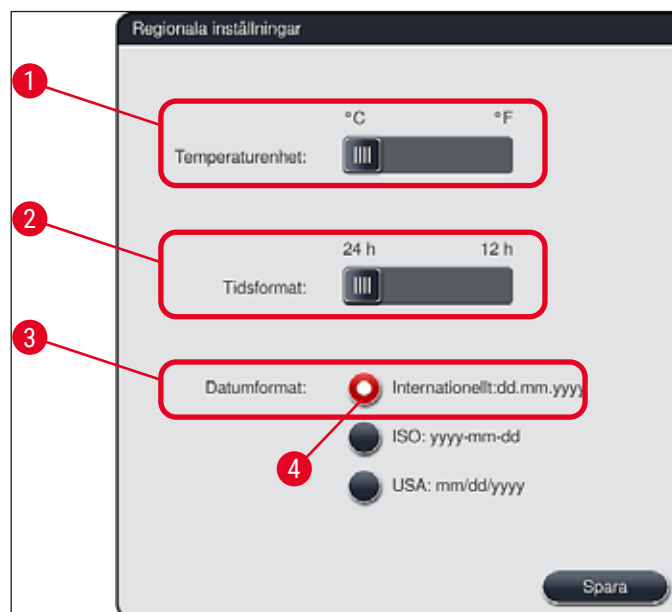 Regionala inställningar
1
°C °F
Temperaturenhet:
2
24 h 12 h
Tidsformat:
3
Datumformat: Internationellt:dd.mm.yyyy
4
ISO: yyyy-mm-dd
USA: mm/dd/yyyy
Spara